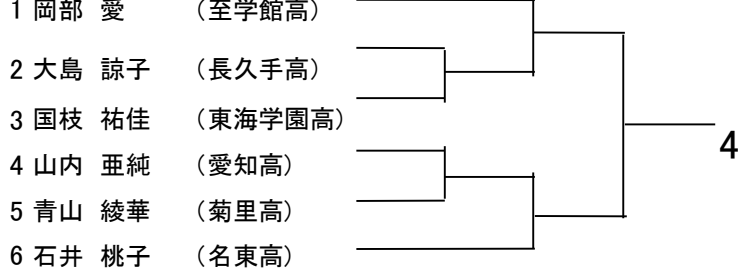 1 岡部 愛 （至学館高）
2 大島 諒子 （長久手高）
3 国枝 祐佳 （東海学園高）
4 山内 亜純 （愛知高）
5 青山 綾華 （菊里高）
6 石井 桃子 （名東高）
4